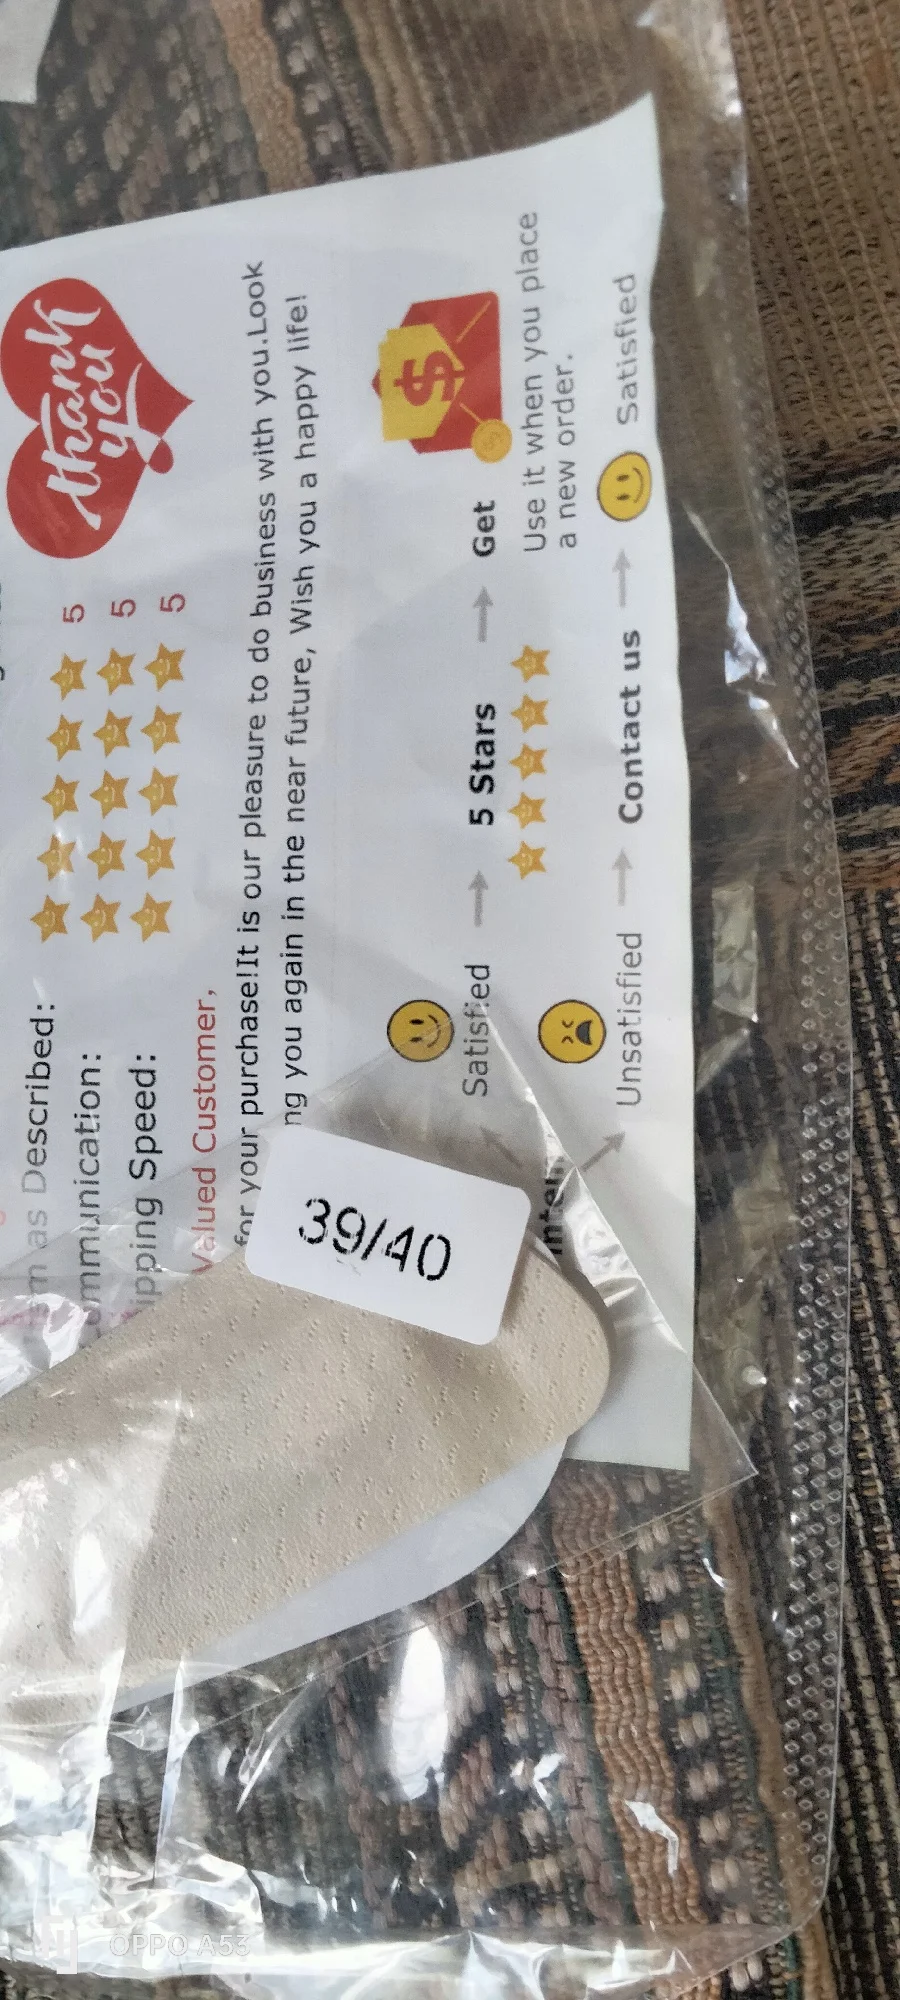 thank
you
as Described: 5
mmunication: 5
pping Speed: 5
Valued Customer,
for your purchase!It is our pleasure to do business with you.Look
ng you again in the near future, Wish you a happy life!
Satisfied 5 Stars Get $
Use it when you place
a new order.
Unsatisfied Contact us Satisfied
39/40
OPPO A53